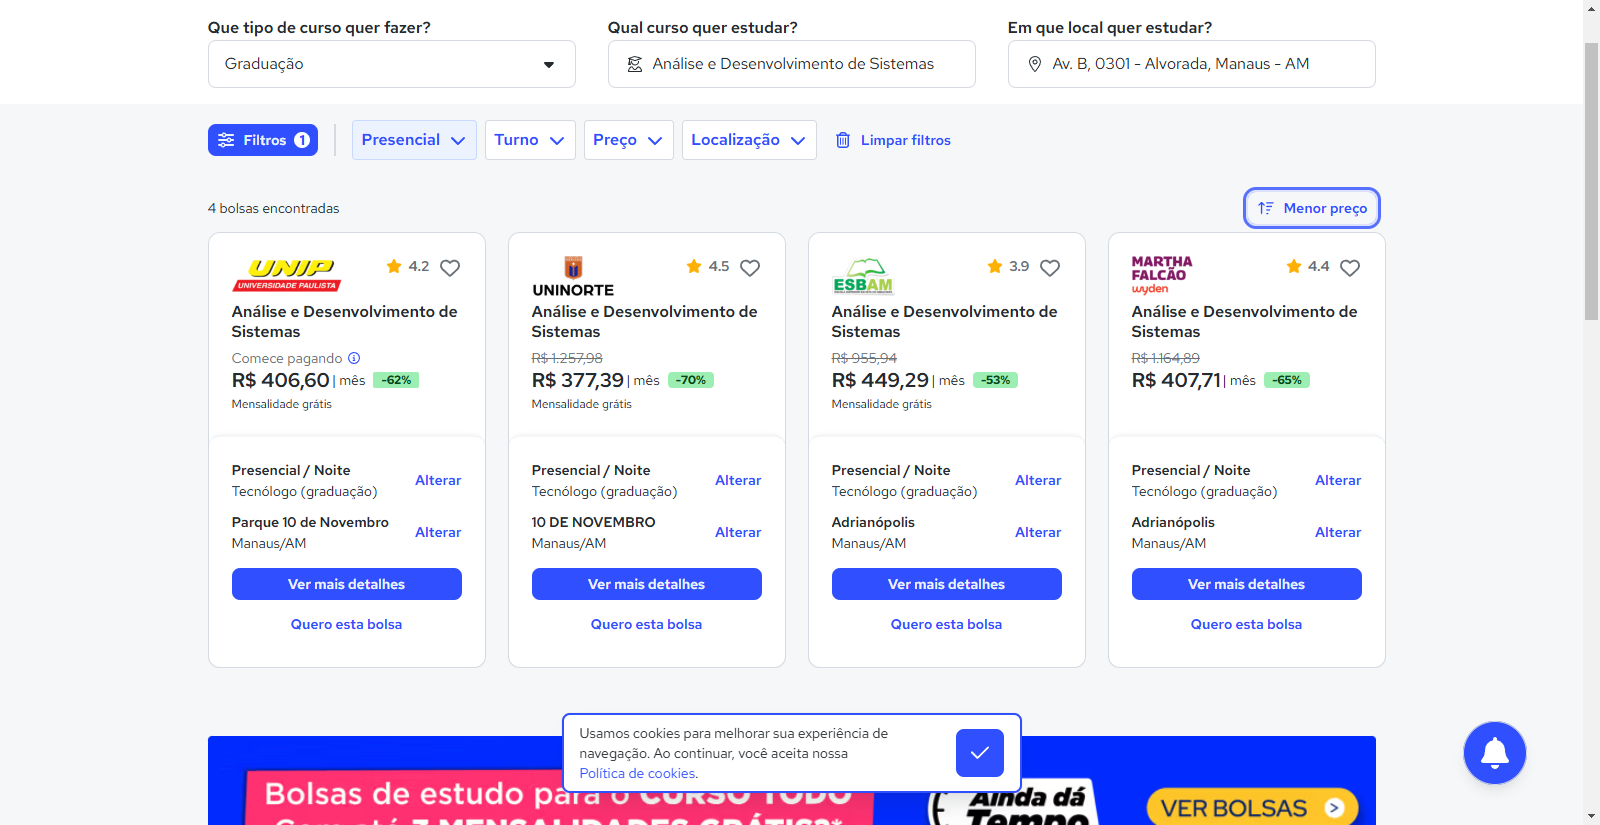 Que tipo de curso quer fazer?
Graduação
Qual curso quer estudar?
Análise e Desenvolvimento de Sistemas
Em que local quer estudar?
Av. B, 0301 - Alvorada, Manaus - AM
Filtros 1
Presencial
Turno
Preço
Localização
Limpar filtros
4 bolsas encontradas
Menor preço
UNIP
UNIVERSIDADE PAULISTA
4.2
Análise e Desenvolvimento de
Sistemas
Comece pagando
R$ 406,60 | mês -62%
Mensalidade grátis
Presencial / Noite
Tecnólogo (graduação)
Alterar
Parque 10 de Novembro
Manaus/AM
Alterar
Ver mais detalhes
Quero esta bolsa
UNINORTE
4.5
Análise e Desenvolvimento de
Sistemas
R$ 1.257,98
R$ 377,39 | mês -70%
Mensalidade grátis
Presencial / Noite
Tecnólogo (graduação)
Alterar
10 DE NOVEMBRO
Manaus/AM
Alterar
Ver mais detalhes
Quero esta bolsa
ESBAM
3.9
Análise e Desenvolvimento de
Sistemas
R$ 955,94
R$ 449,29 | mês -53%
Mensalidade grátis
Presencial / Noite
Tecnólogo (graduação)
Alterar
Adrianópolis
Manaus/AM
Alterar
Ver mais detalhes
Quero esta bolsa
MARTHA
FALCÃO
wyden
4.4
Análise e Desenvolvimento de
Sistemas
R$ 1.164,89
R$ 407,71 | mês -65%
Presencial / Noite
Tecnólogo (graduação)
Alterar
Adrianópolis
Manaus/AM
Alterar
Ver mais detalhes
Quero esta bolsa
Usamos cookies para melhorar sua experiência de
navegação. Ao continuar, você aceita nossa
Política de cookies.
Bolsas de estudo para o CURSO TODO
3 MENSALIDADES GRÁTIS?*
Ainda dá
Tempo
VER BOLSAS >